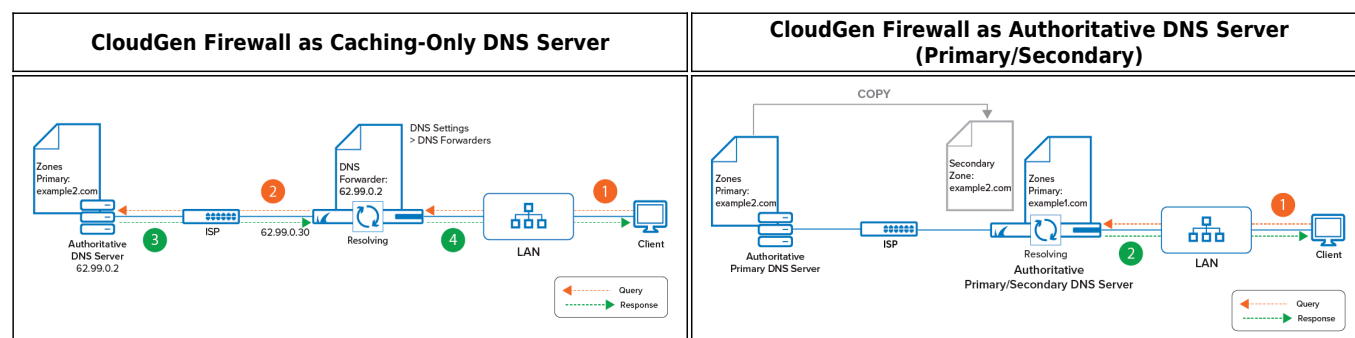 CloudGen Firewall as Caching-Only DNS Server
CloudGen Firewall as Authoritative DNS Server
(Primary/Secondary)
Zones
Primary:
example2.com
DNS
Forwarder:
62.99.0.2
DNS Settings
> DNS Forwarders
2
1
3
4
ISP
62.99.0.30
Resolving
LAN
Client
Authoritative
DNS Server
62.99.0.2
Query
Response
COPY
Zones
Primary:
example2.com
Secondary
Zone:
example2.com
Zones
Primary:
example1.com
1
2
ISP
Resolving
LAN
Client
Authoritative
Primary DNS Server
Authoritative
Primary/Secondary DNS Server
Query
Response